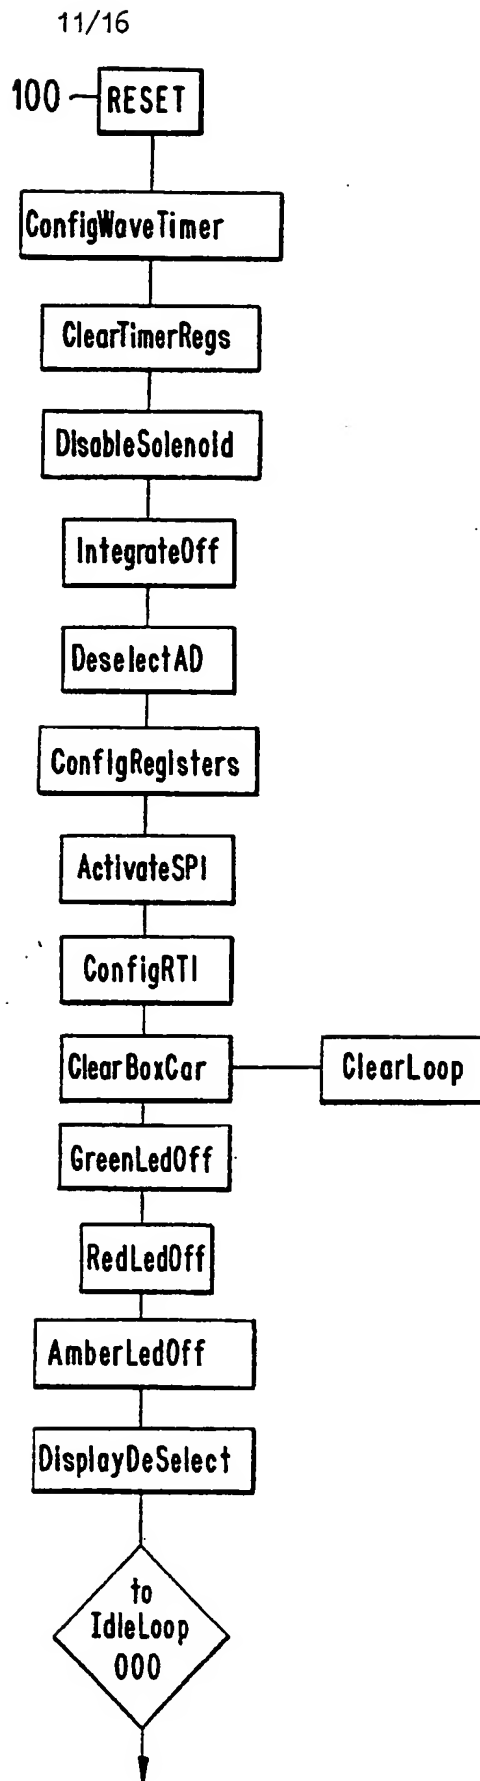 11/16
100 RESET
ConfigWaveTimer
ClearTimerRegs
DisableSolenoid
IntegrateOff
DeselectAD
ConfigRegisters
ActivateSPI
ConfigRTI
ClearBoxCar ClearLoop
GreenLedOff
RedLedOff
AmberLedOff
DisplayDeSelect
to
IdleLoop
000